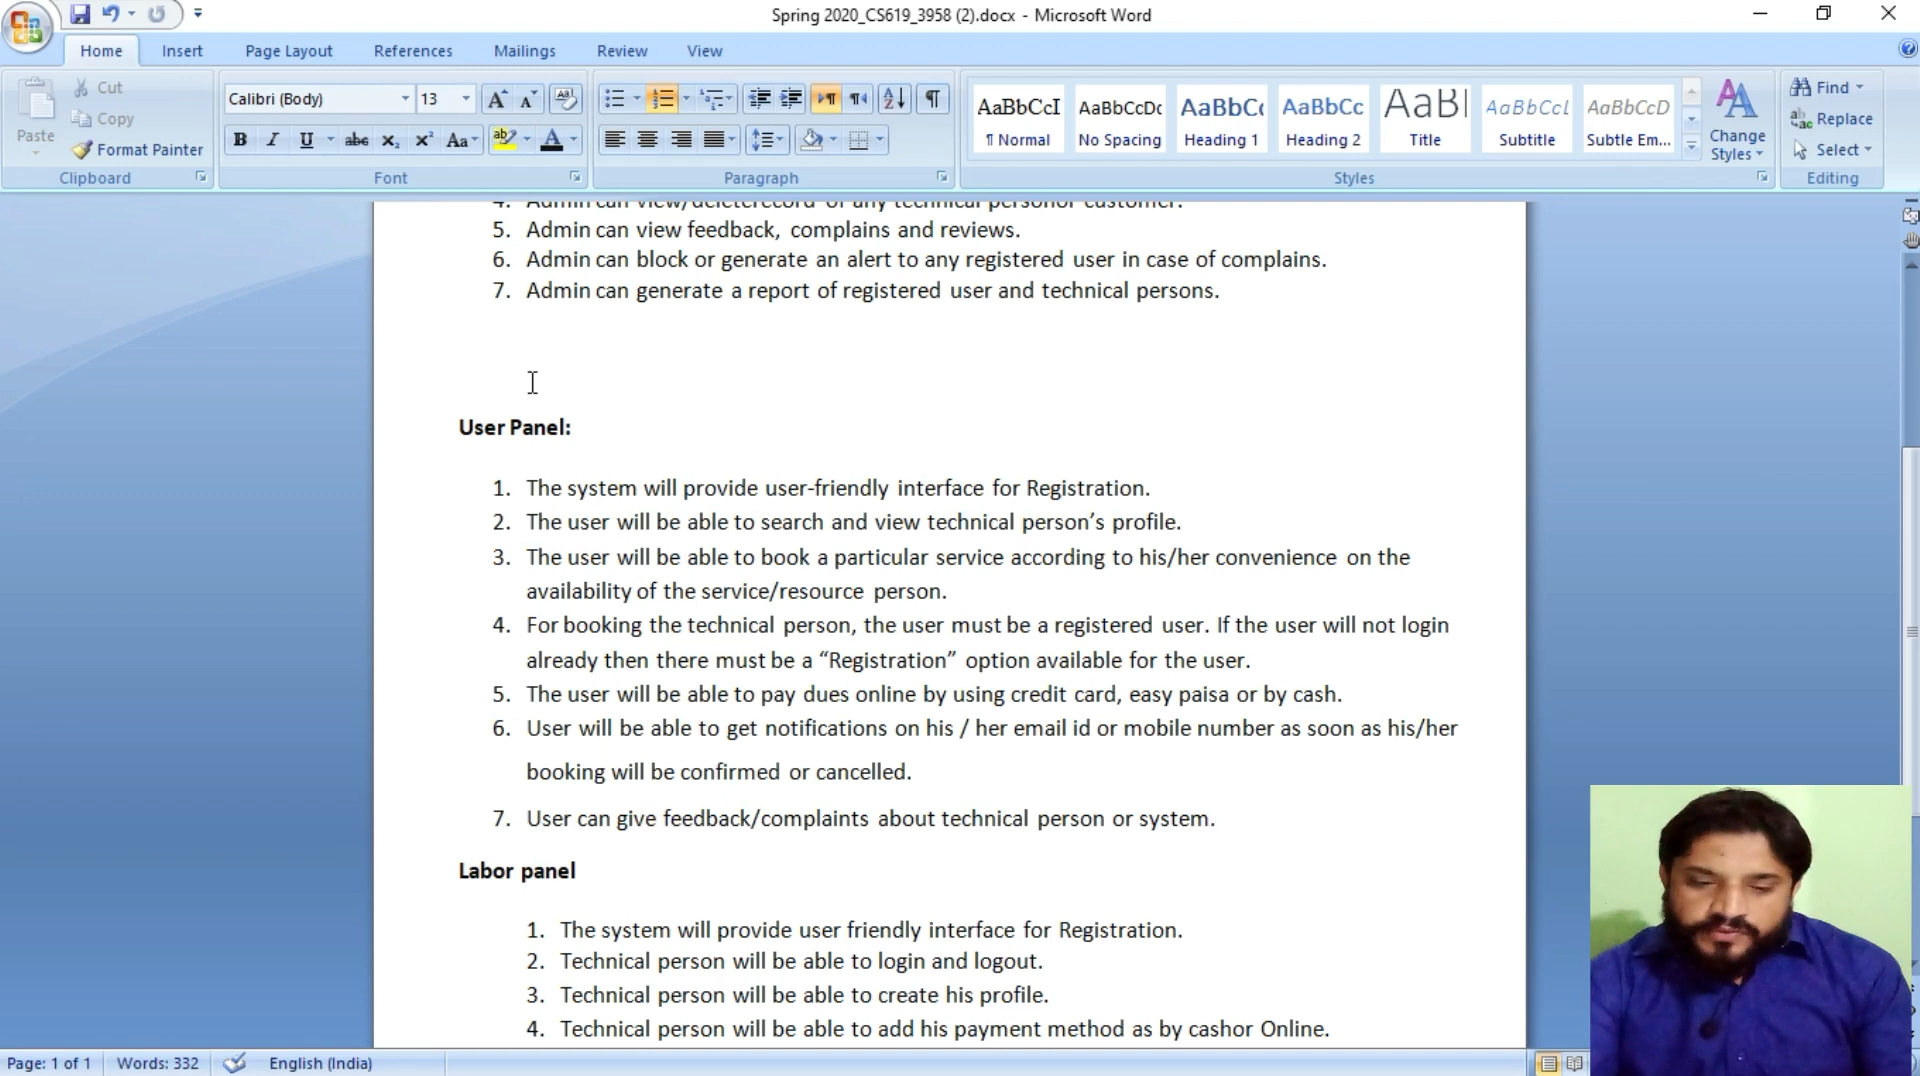 Spring 2020_CS619_3958 (2).docx - Microsoft Word
Home Insert Page Layout References Mailings Review View
Paste
Cut
Copy
Format Painter
Clipboard
Calibri (Body) 13
Font
Paragraph
AaBbCcI AaBbCcDc AaBbCc AaBbCc AaBl AaBbCcL AaBbCcD
¶ Normal No Spacing Heading 1 Heading 2 Title Subtitle Subtle Em...
Change Styles
Styles
Find
Replace
Select
Editing
4. Admin can view/deleterecord of any technical personor customer.
5. Admin can view feedback, complains and reviews.
6. Admin can block or generate an alert to any registered user in case of complains.
7. Admin can generate a report of registered user and technical persons.
User Panel:
1. The system will provide user-friendly interface for Registration.
2. The user will be able to search and view technical person’s profile.
3. The user will be able to book a particular service according to his/her convenience on the
availability of the service/resource person.
4. For booking the technical person, the user must be a registered user. If the user will not login
already then there must be a “Registration” option available for the user.
5. The user will be able to pay dues online by using credit card, easy paisa or by cash.
6. User will be able to get notifications on his / her email id or mobile number as soon as his/her
booking will be confirmed or cancelled.
7. User can give feedback/complaints about technical person or system.
Labor panel
1. The system will provide user friendly interface for Registration.
2. Technical person will be able to login and logout.
3. Technical person will be able to create his profile.
4. Technical person will be able to add his payment method as by cashor Online.
Page: 1 of 1 Words: 332 English (India)